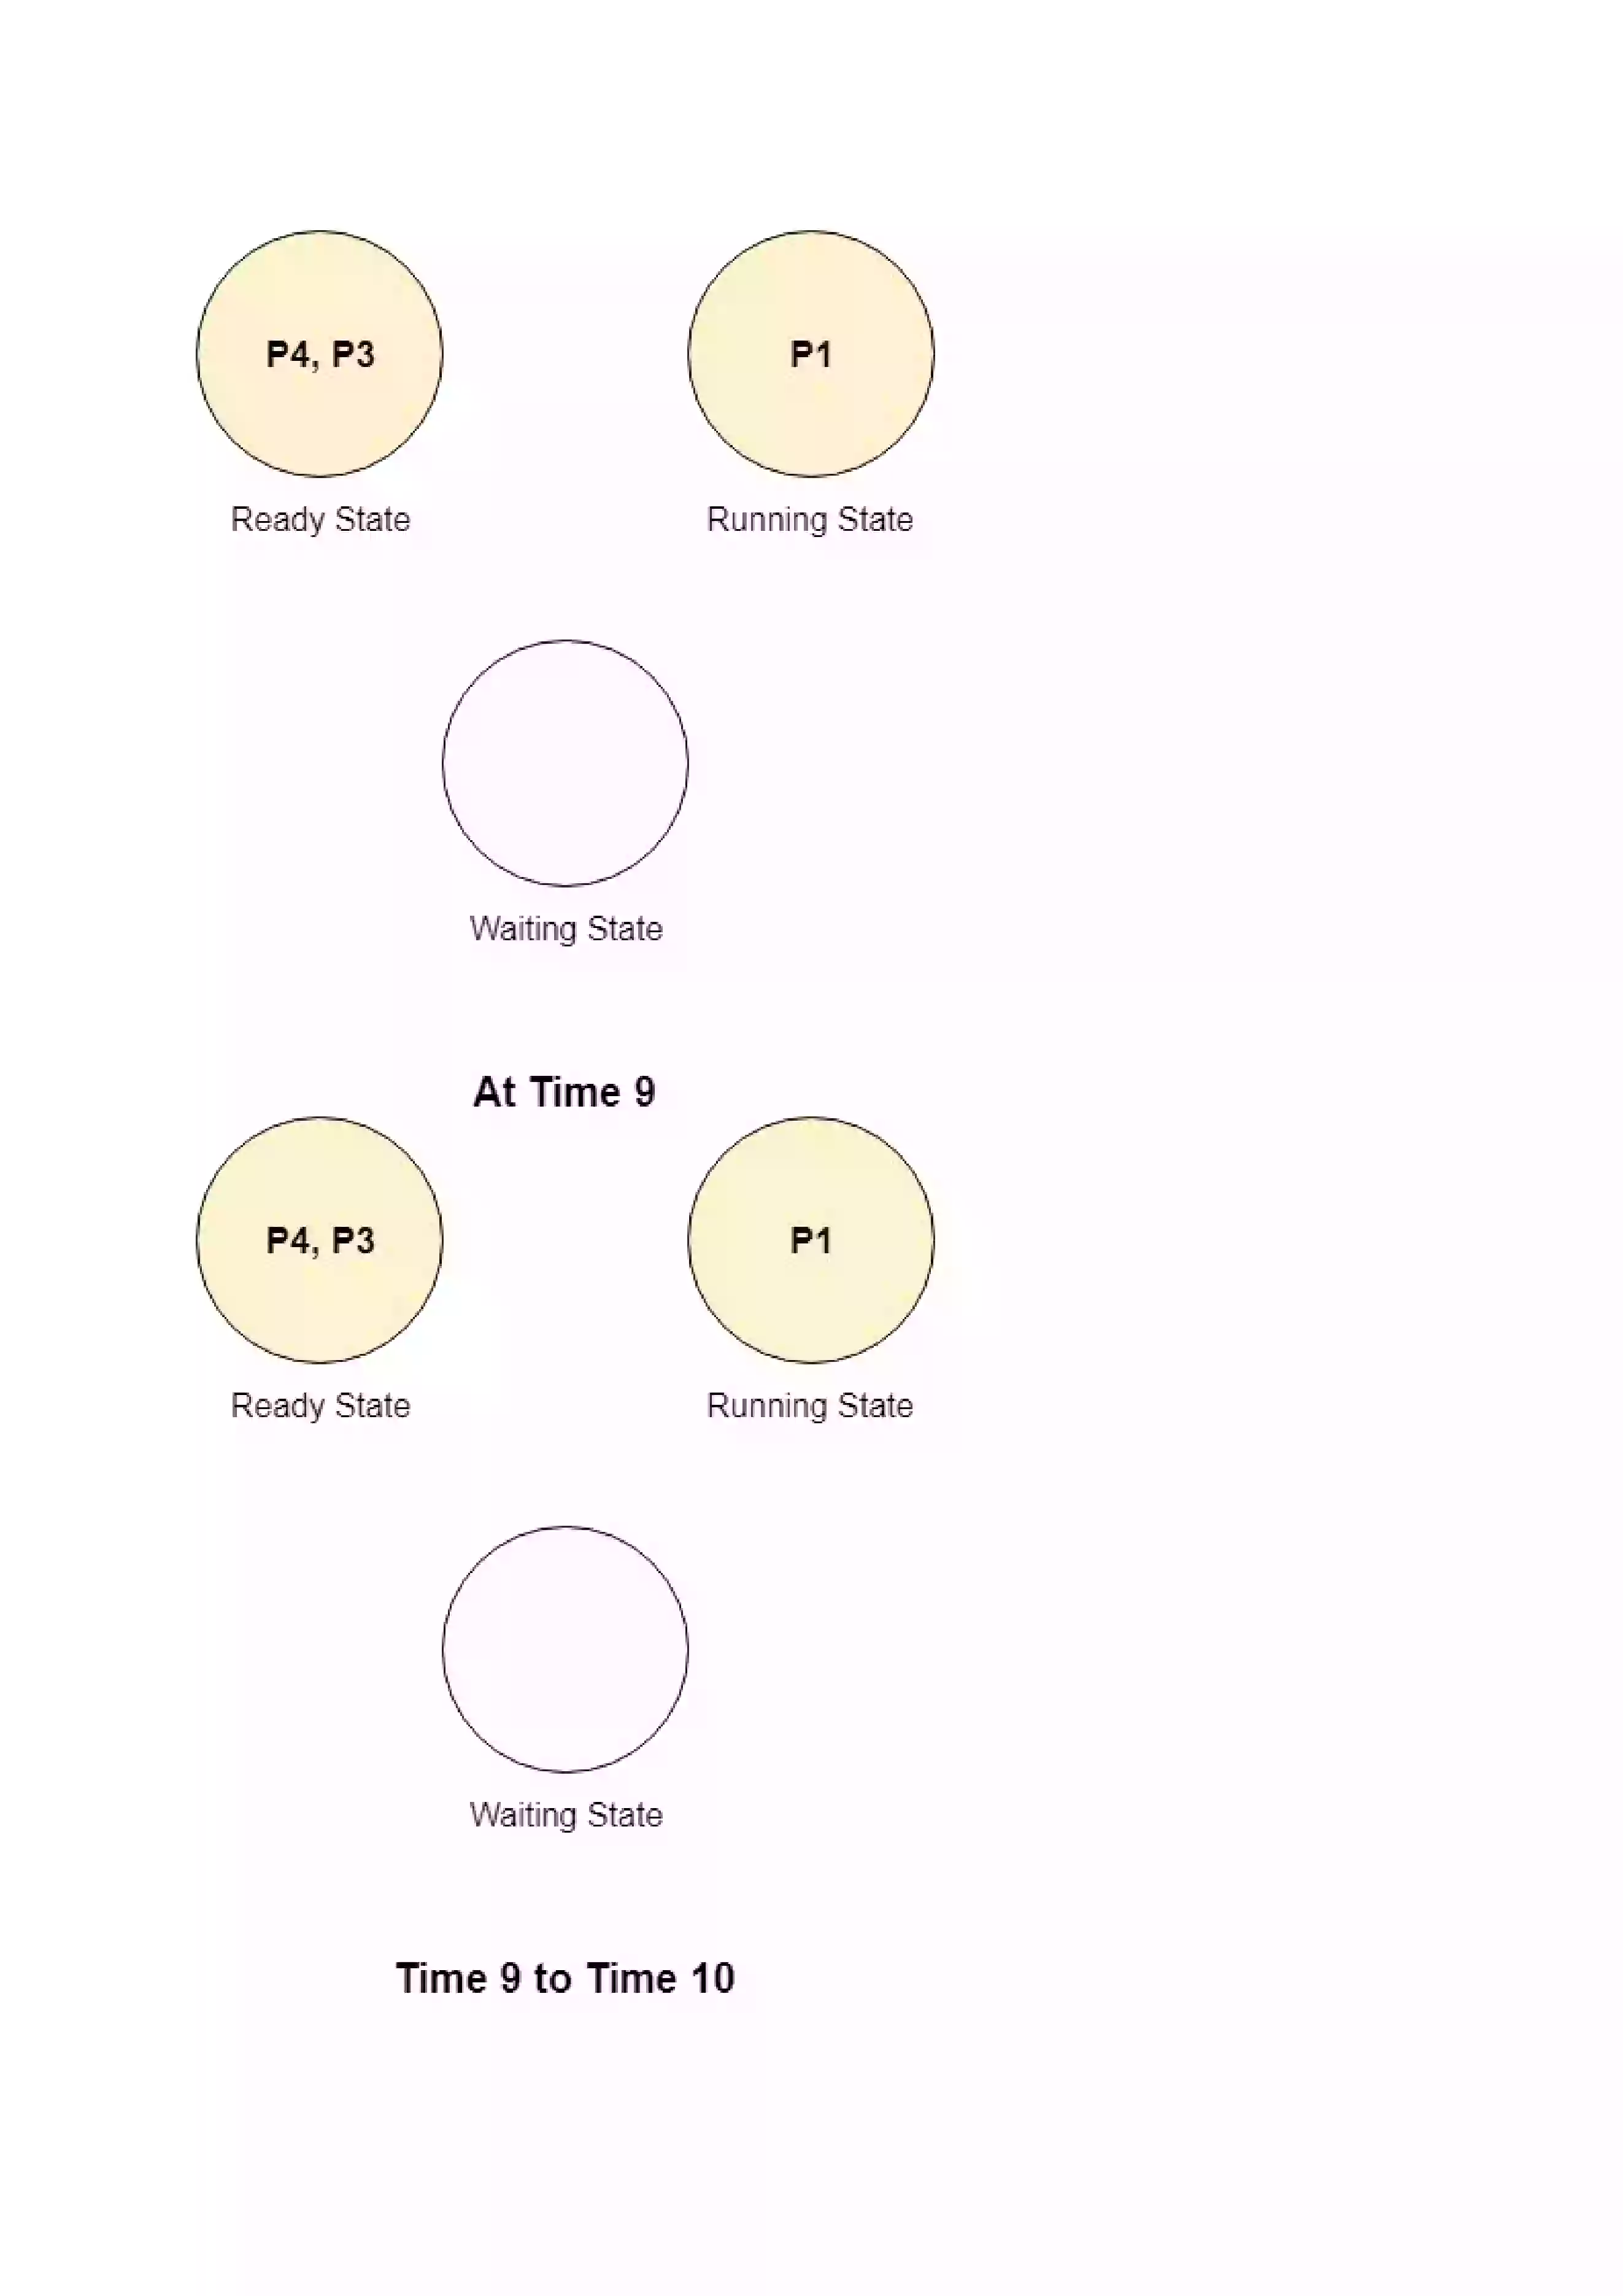 P4, P3
P1
Ready State
Running State
Waiting State
At Time 9
P4, P3
P1
Ready State
Running State
Waiting State
Time 9 to Time 10